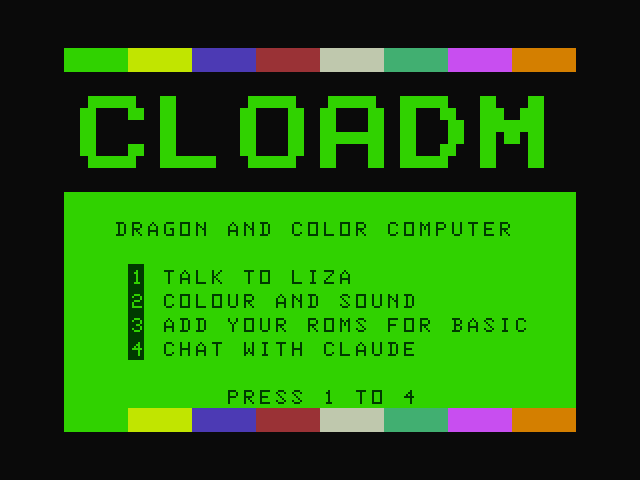 CLOADM
DRAGON AND COLOR COMPUTER
1 TALK TO LIZA
2 COLOUR AND SOUND
3 ADD YOUR ROMS FOR BASIC
4 CHAT WITH CLAUDE
PRESS 1 TO 4